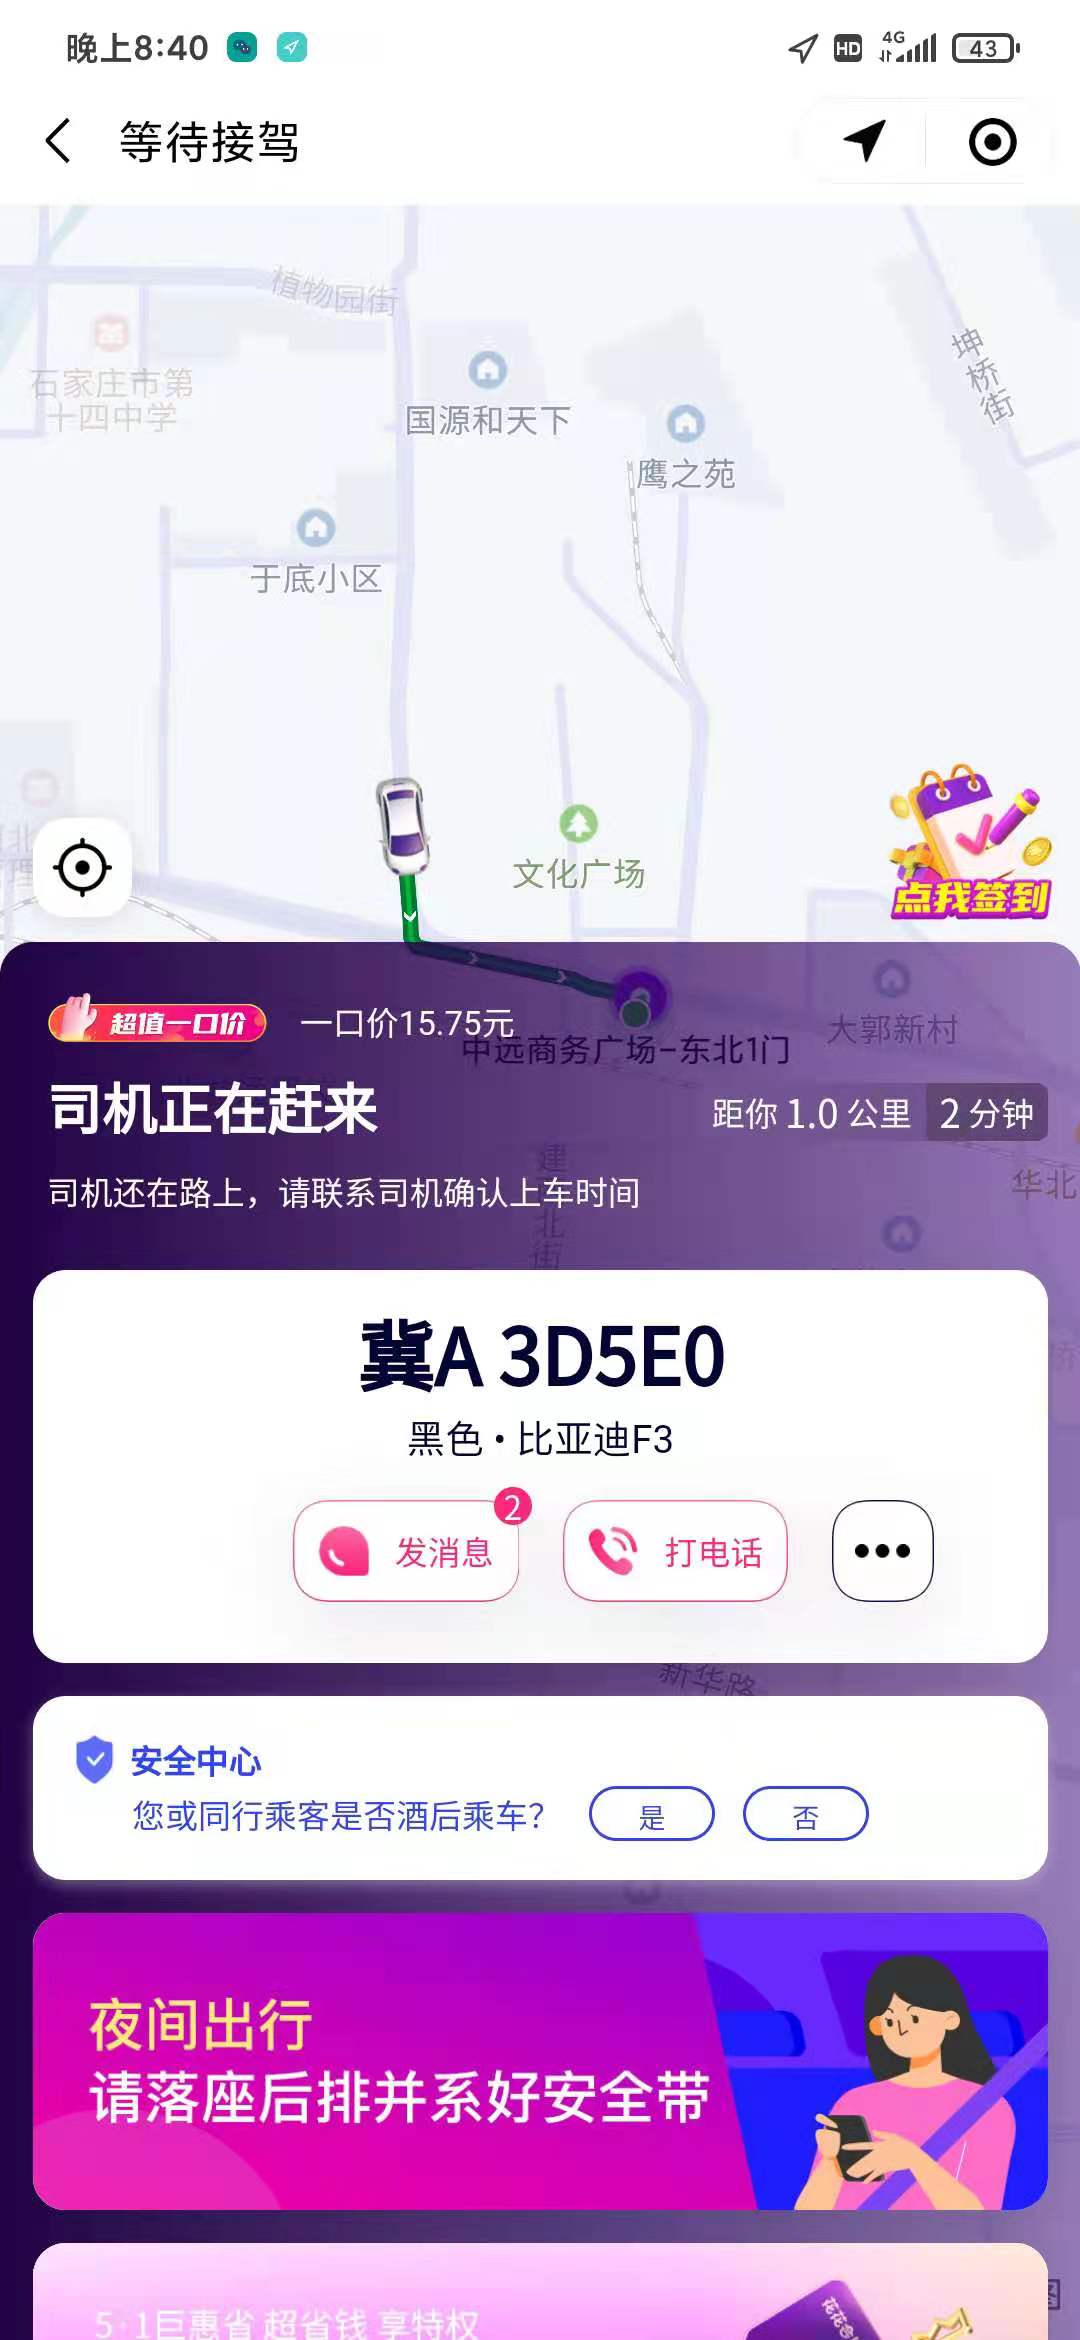 晚上8:40
HD
4G
43
等待接驾
植物园街
坤桥街
石家庄市第
十四中学
国源和天下
鹰之苑
于底小区
文化广场
点我签到
超值一口价
一口价15.75元
大郭新村
中远商务广场-东北1门
司机正在赶来
距你 1.0 公里
2 分钟
华北
司机还在路上，请联系司机确认上车时间
冀A 3D5E0
黑色·比亚迪F3
2
发消息
打电话
新华路
安全中心
您或同行乘客是否酒后乘车?
是
否
夜间出行
请落座后排并系好安全带
5·1巨惠省 超省钱 享特权